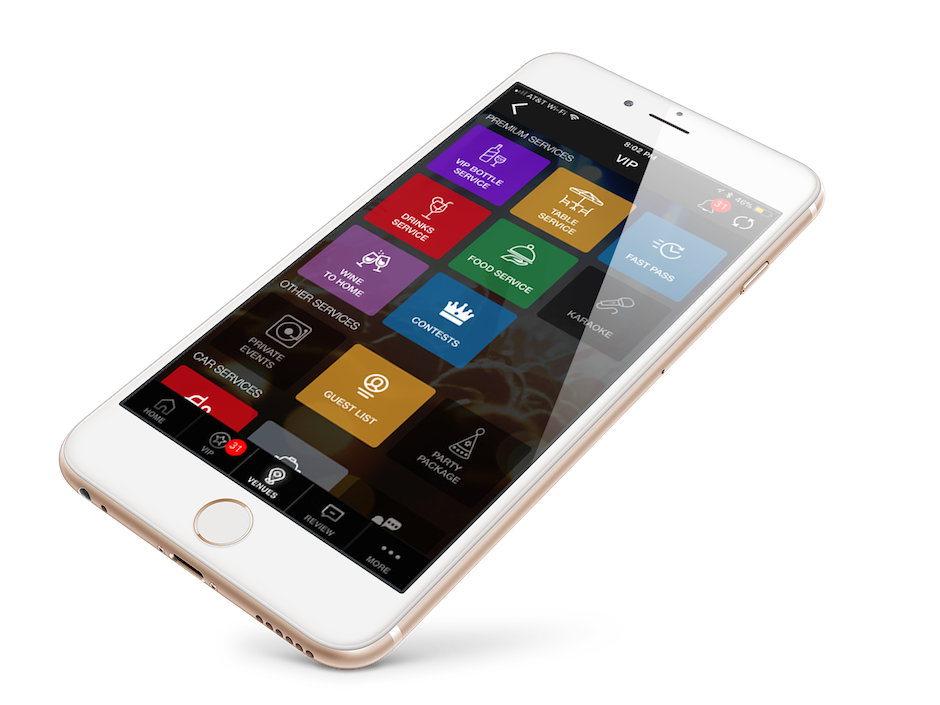 AT&T Wi-Fi
8:02 PM
46%
VIP
31
PREMIUM SERVICES
VIP BOTTLE
SERVICE
TABLE
SERVICE
FAST PASS
DRINKS
SERVICE
FOOD SERVICE
KARAOKE
WINE
TO HOME
CONTESTS
OTHER SERVICES
PRIVATE
EVENTS
GUEST LIST
PARTY
PACKAGE
CAR SERVICES
HOME
VIP
31
VENUES
REVIEW
MORE